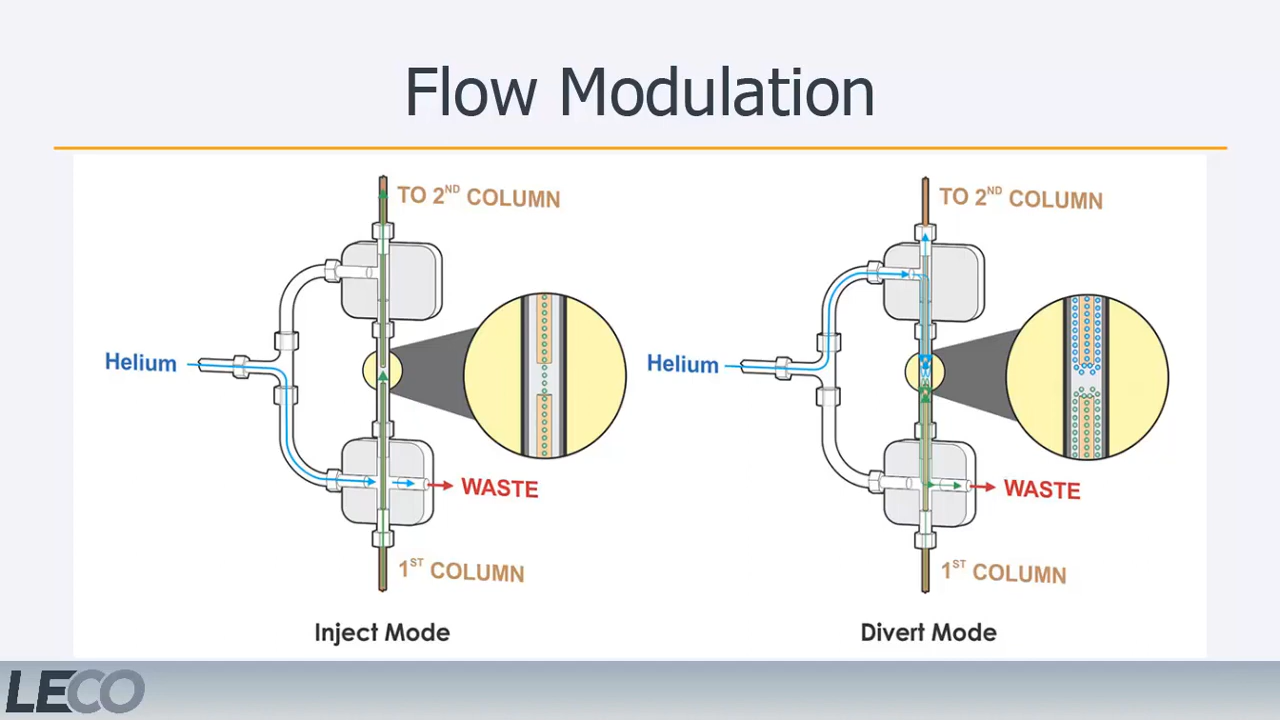 Flow Modulation
TO 2ND COLUMN
Helium
WASTE
1ST COLUMN
Inject Mode
TO 2ND COLUMN
Helium
WASTE
1ST COLUMN
Divert Mode
LECO